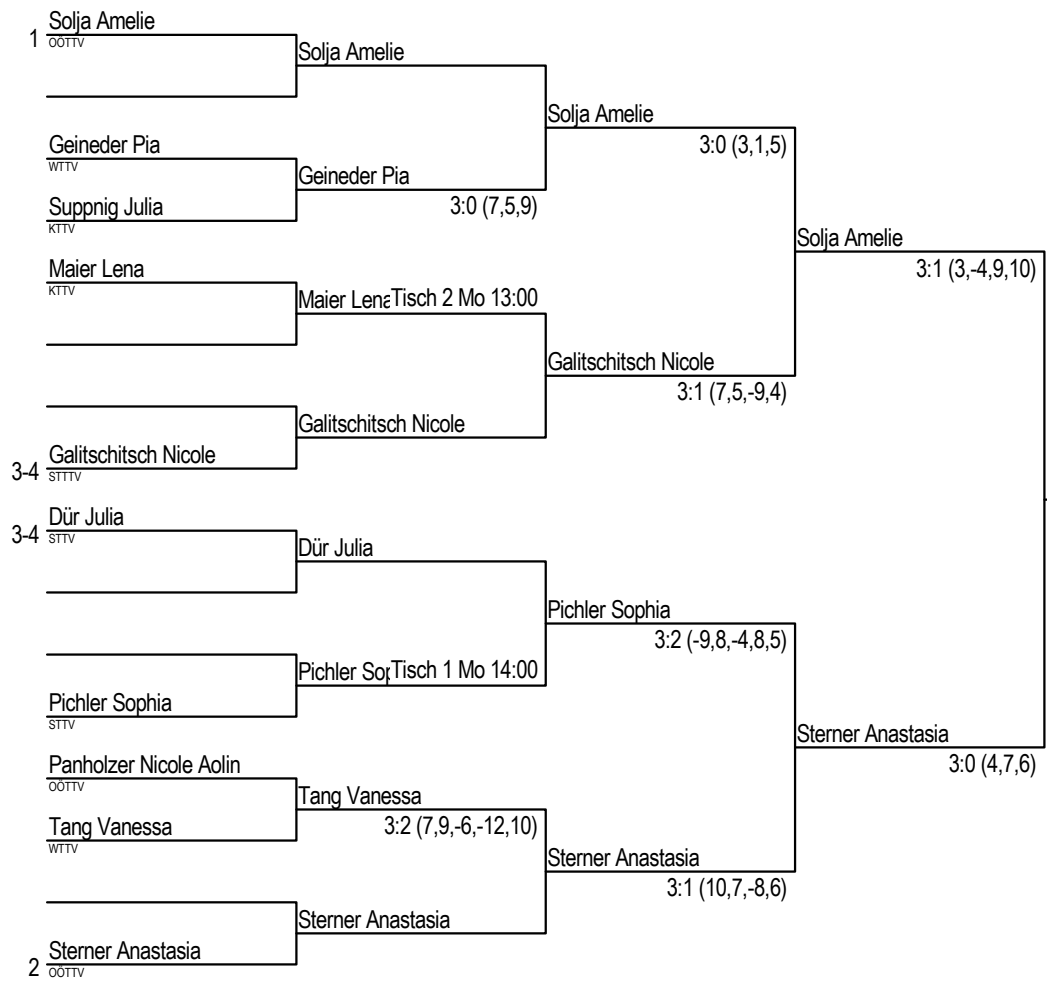 Solja Amelie
1
OÖTTV
Solja Amelie
Solja Amelie
3:0 (3,1,5)
Geineder Pia
WTTV
Geineder Pia
3:0 (7,5,9)
Suppnig Julia
KTTV
Solja Amelie
3:1 (3,-4,9,10)
Maier Lena
KTTV
Maier Lena Tisch 2 Mo 13:00
Galitschitsch Nicole
3:1 (7,5,-9,4)
Galitschitsch Nicole
Galitschitsch Nicole
3-4
STTTV
Dür Julia
3-4
STTV
Dür Julia
Pichler Sophia
3:2 (-9,8,-4,8,5)
Pichler Sop Tisch 1 Mo 14:00
Pichler Sophia
STTV
Sterner Anastasia
3:0 (4,7,6)
Panholzer Nicole Aolin
OÖTTV
Tang Vanessa
3:2 (7,9,-6,-12,10)
Tang Vanessa
WTTV
Sterner Anastasia
3:1 (10,7,-8,6)
Sterner Anastasia
Sterner Anastasia
2
OÖTTV